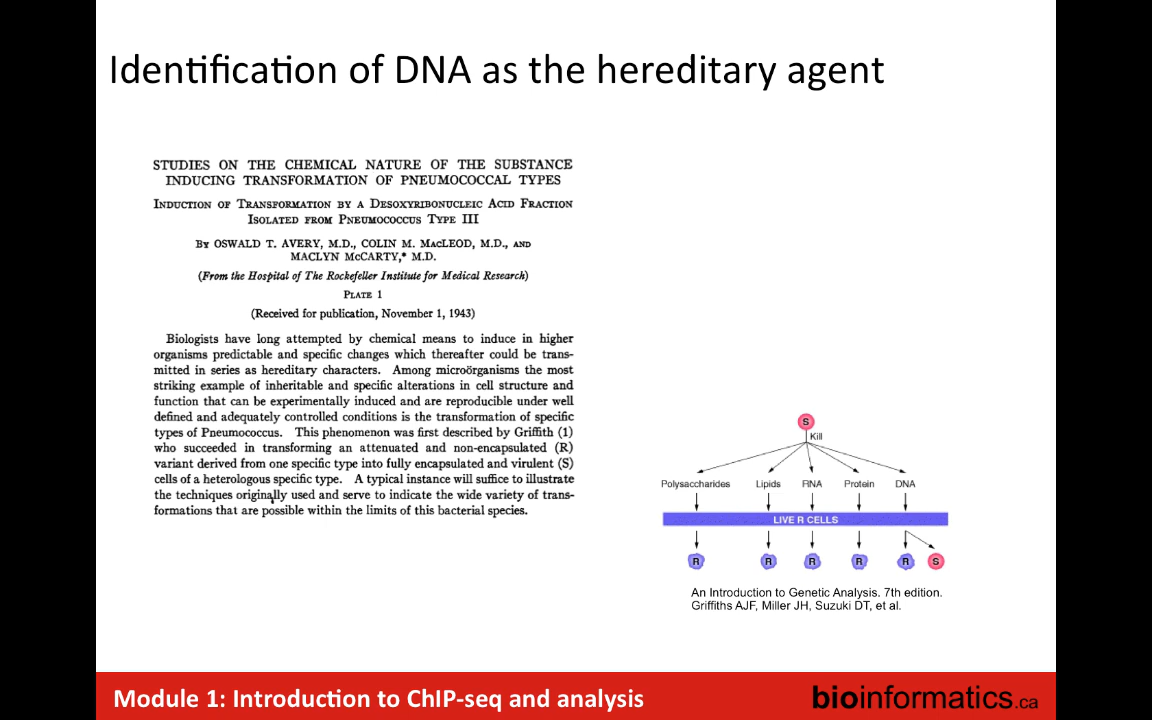 Identification of DNA as the hereditary agent
STUDIES ON THE CHEMICAL NATURE OF THE SUBSTANCE
INDUCING TRANSFORMATION OF PNEUMOCOCCAL TYPES
INDUCTION OF TRANSFORMATION BY A DESOXYRIBONUCLEIC ACID FRACTION
ISOLATED FROM PNEUMOCOCCUS TYPE III
BY OSWALD T. AVERY, M.D., COLIN M. MACLEOD, M.D., AND
MACLYN MCCARTY,* M.D.
(From the Hospital of The Rockefeller Institute for Medical Research)
PLATE 1
(Received for publication, November 1, 1943)
Biologists have long attempted by chemical means to induce in higher
organisms predictable and specific changes which thereafter could be trans-
mitted in series as hereditary characters. Among microörganisms the most
striking example of inheritable and specific alterations in cell structure and
function that can be experimentally induced and are reproducible under well
defined and adequately controlled conditions is the transformation of specific
types of Pneumococcus. This phenomenon was first described by Griffith (1)
who succeeded in transforming an attenuated and non-encapsulated (R)
variant derived from one specific type into fully encapsulated and virulent (S)
cells of a heterologous specific type. A typical instance will suffice to illustrate
the techniques originally used and serve to indicate the wide variety of trans-
formations that are possible within the limits of this bacterial species.
S
Kill
Polysaccharides Lipids RNA Protein DNA
LIVE R CELLS
R R R R R S
An Introduction to Genetic Analysis. 7th edition.
Griffiths AJF, Miller JH, Suzuki DT, et al.
Module 1: Introduction to ChIP-seq and analysis
bioinformatics.ca